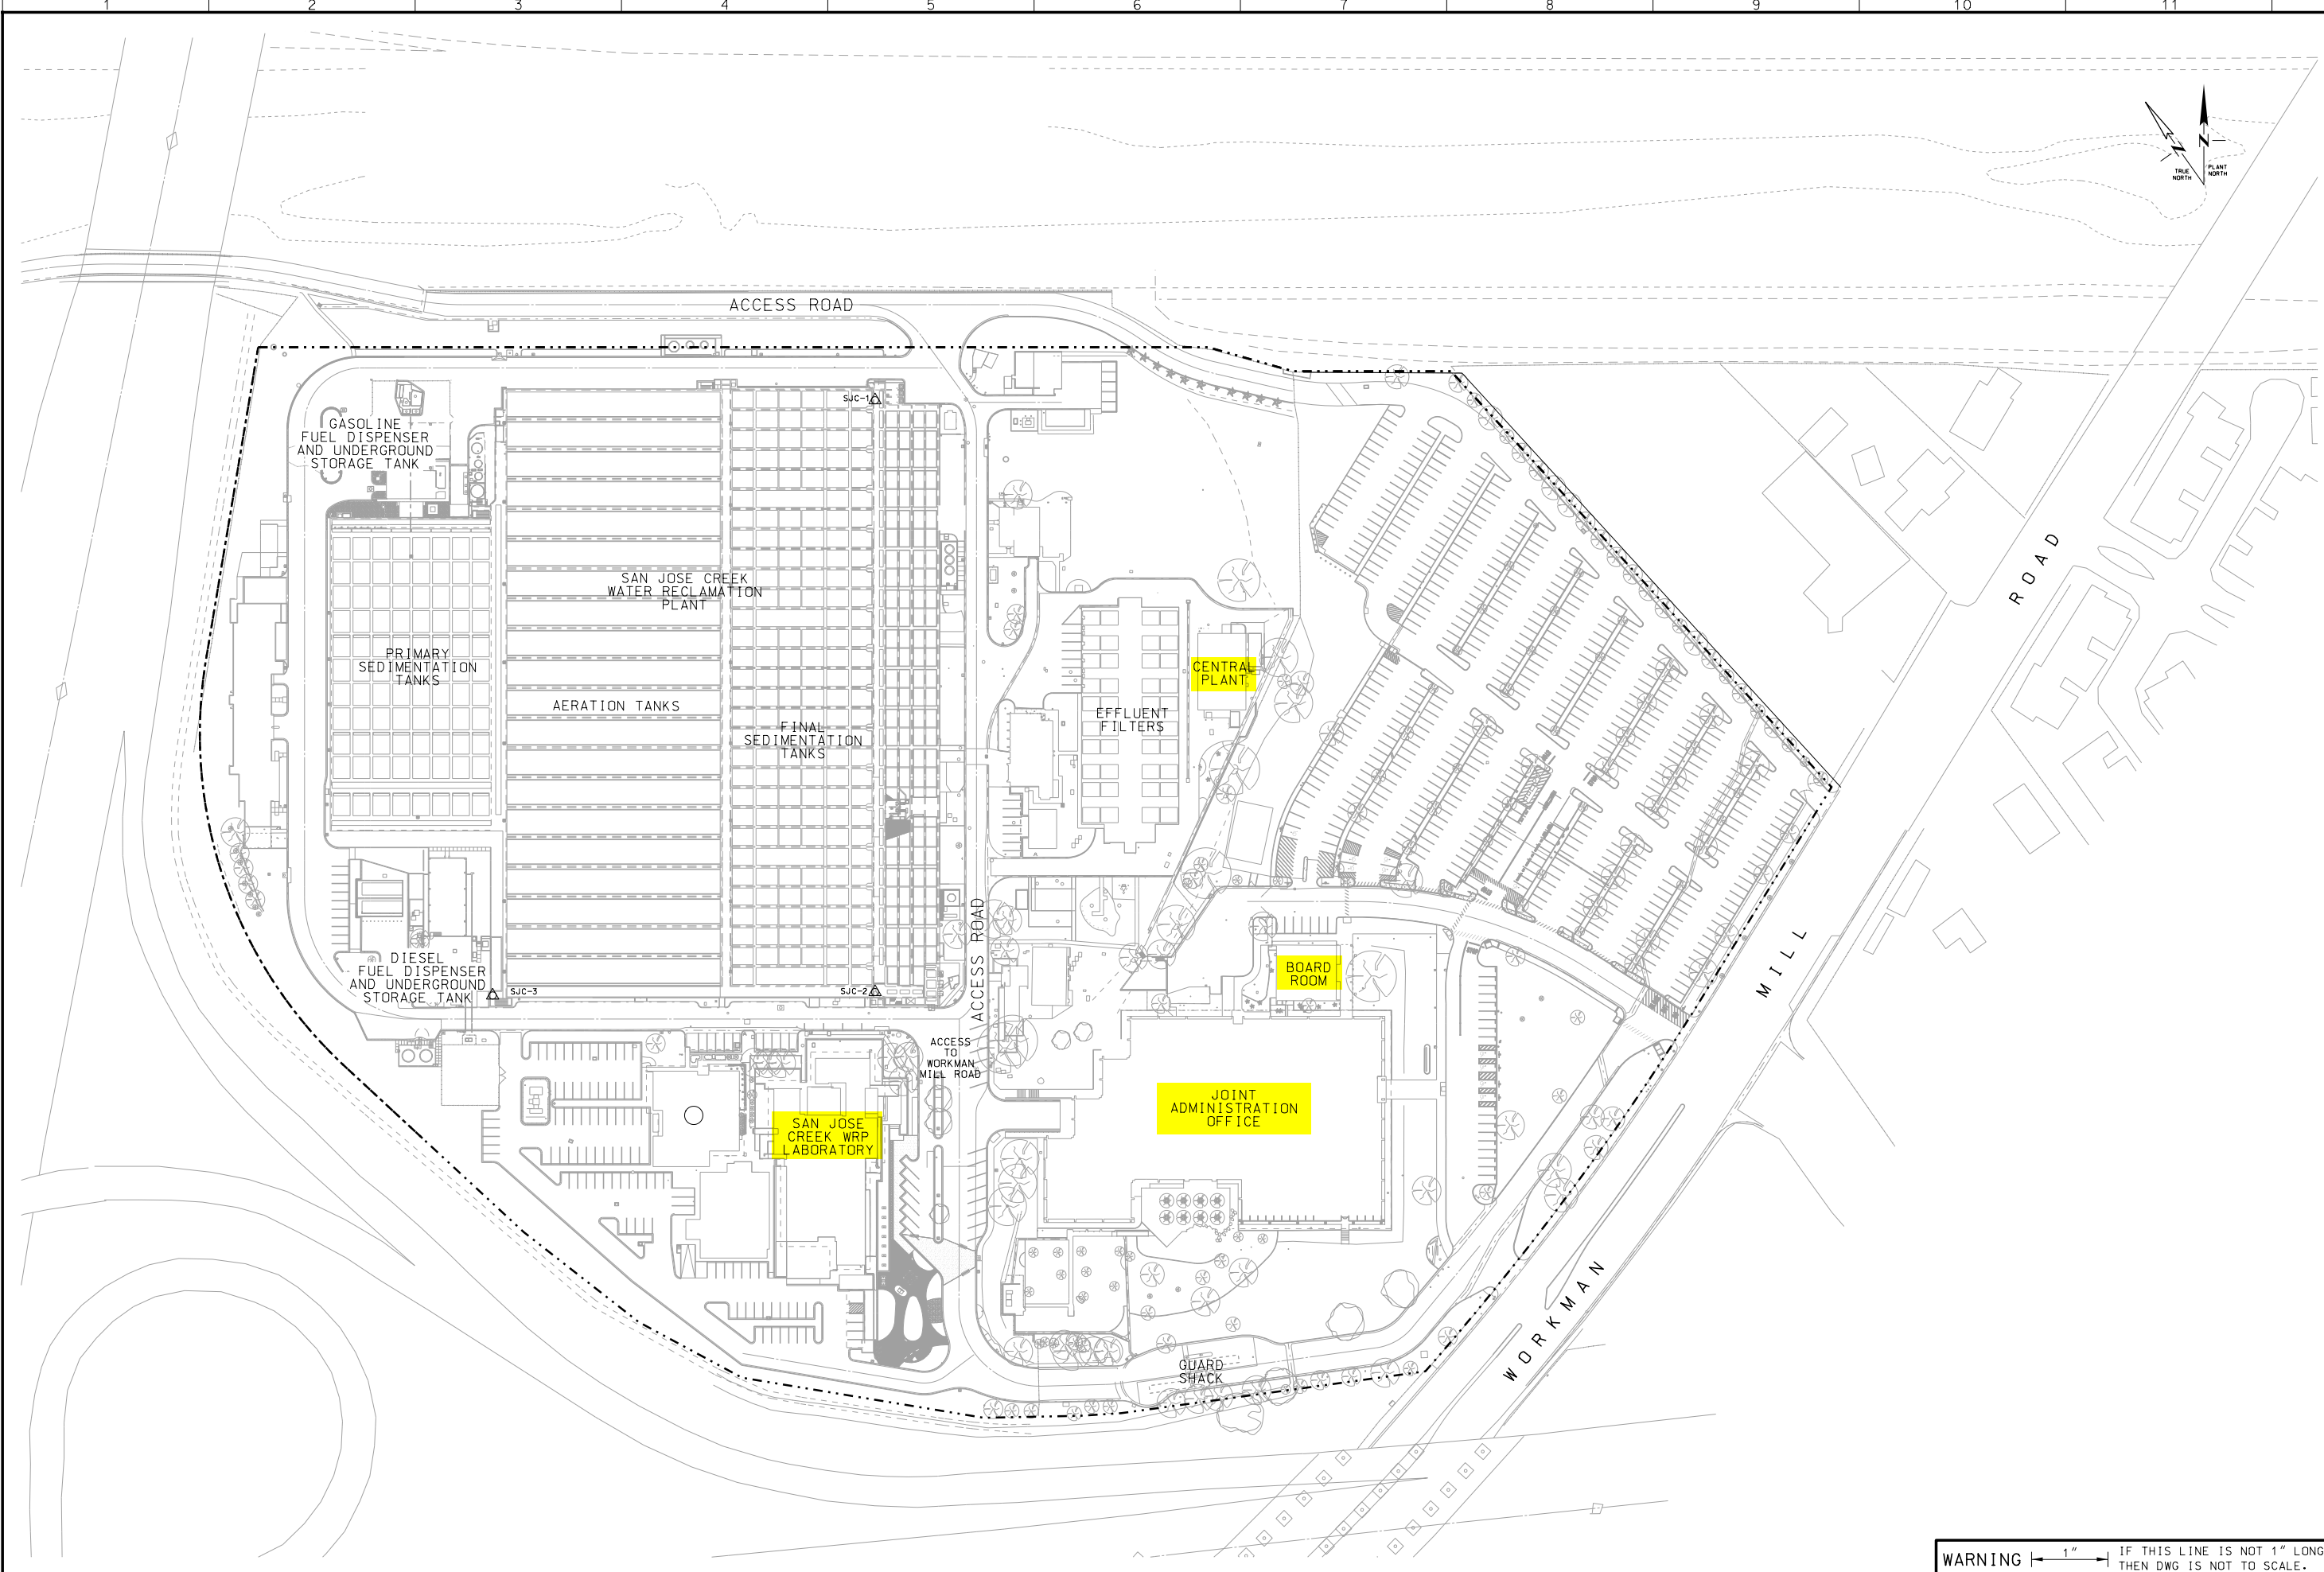 1 2 3 4 5 6 7 8 9 10 11
N N
TRUE
NORTH
PLANT
NORTH
ACCESS ROAD
SJC-1
GASOLINE
FUEL DISPENSER
AND UNDERGROUND
STORAGE TANK
SAN JOSE CREEK
WATER RECLAMATION
PLANT
PRIMARY
SEDIMENTATION
TANKS
AERATION TANKS
FINAL
SEDIMENTATION
TANKS
EFFLUENT
FILTERS
CENTRAL
PLANT
DIESEL
FUEL DISPENSER
AND UNDERGROUND
STORAGE TANK
SJC-3
SJC-2
ACCESS ROAD
BOARD
ROOM
ACCESS
TO
WORKMAN
MILL ROAD
JOINT
ADMINISTRATION
OFFICE
SAN JOSE
CREEK WRP
LABORATORY
GUARD
SHACK
WORKMAN MILL ROAD
WARNING 1" IF THIS LINE IS NOT 1" LONG
THEN DWG IS NOT TO SCALE.